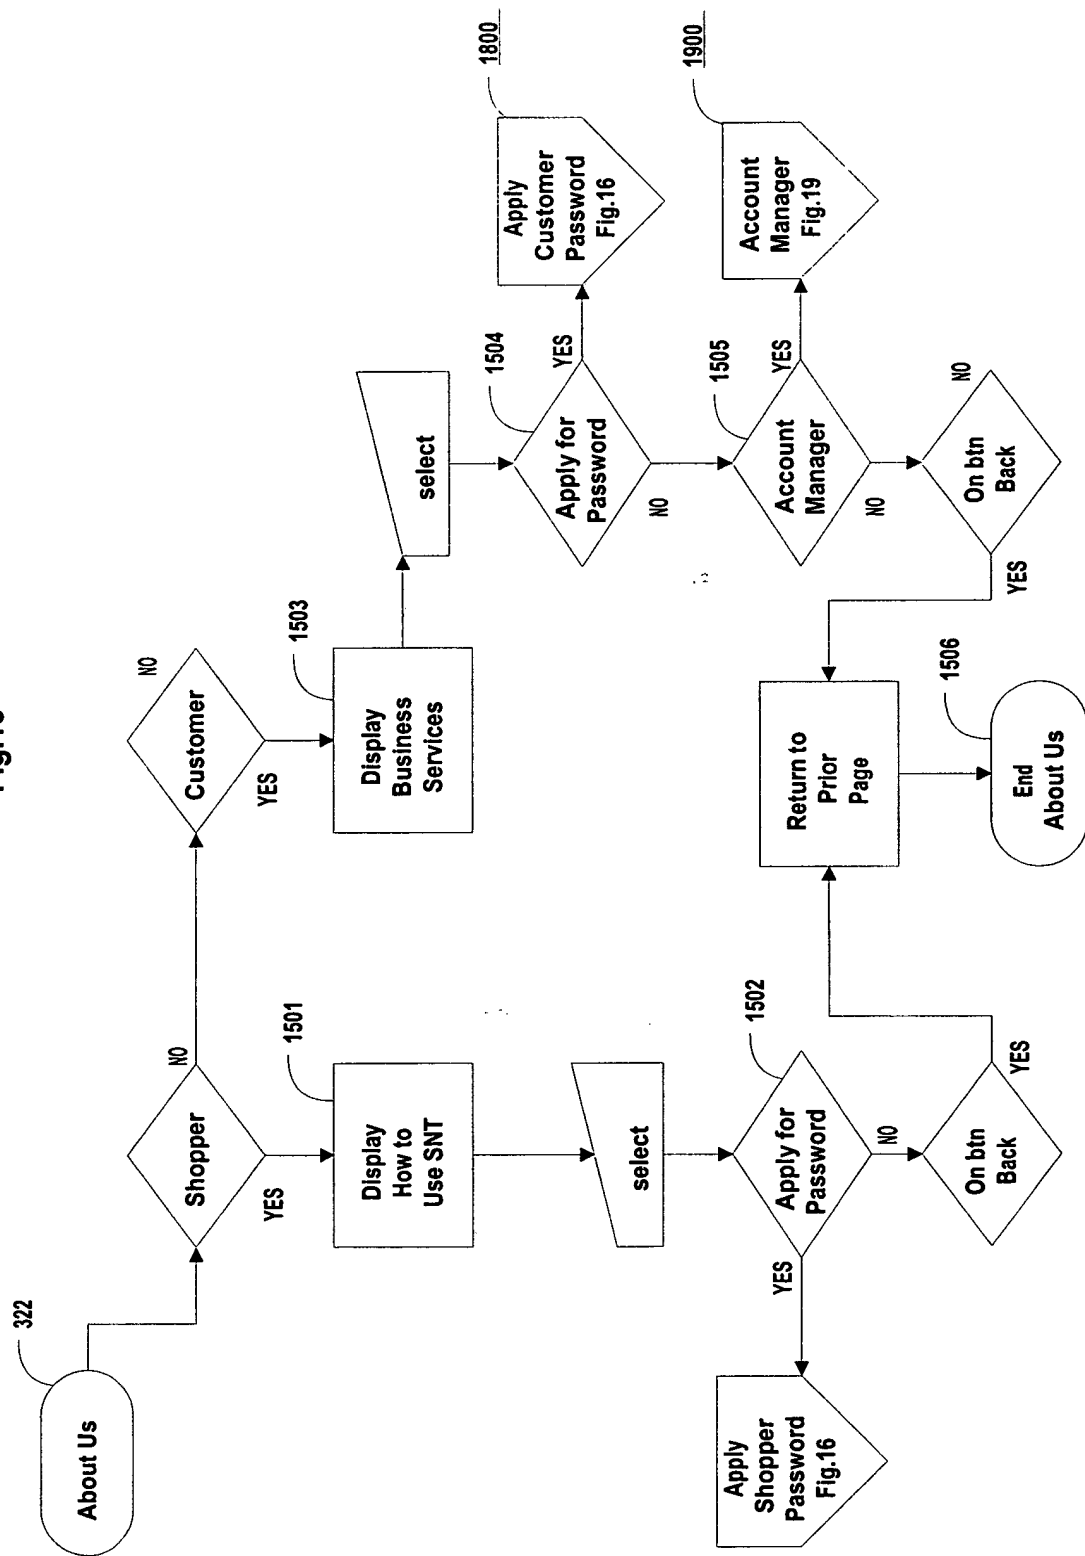 322
About Us
Shopper
NO
YES
Customer
NO
YES
1501
Display
How to
Use SNT
1503
Display
Business
Services
select
select
1502
Apply for
Password
YES
NO
Apply
Shopper
Password
Fig.16
On btn
Back
YES
1504
Apply for
Password
YES
NO
1800
Apply
Customer
Password
Fig.16
1505
Account
Manager
YES
NO
1900
Account
Manager
Fig.19
On btn
Back
NO
YES
Return to
Prior
Page
1506
End
About Us